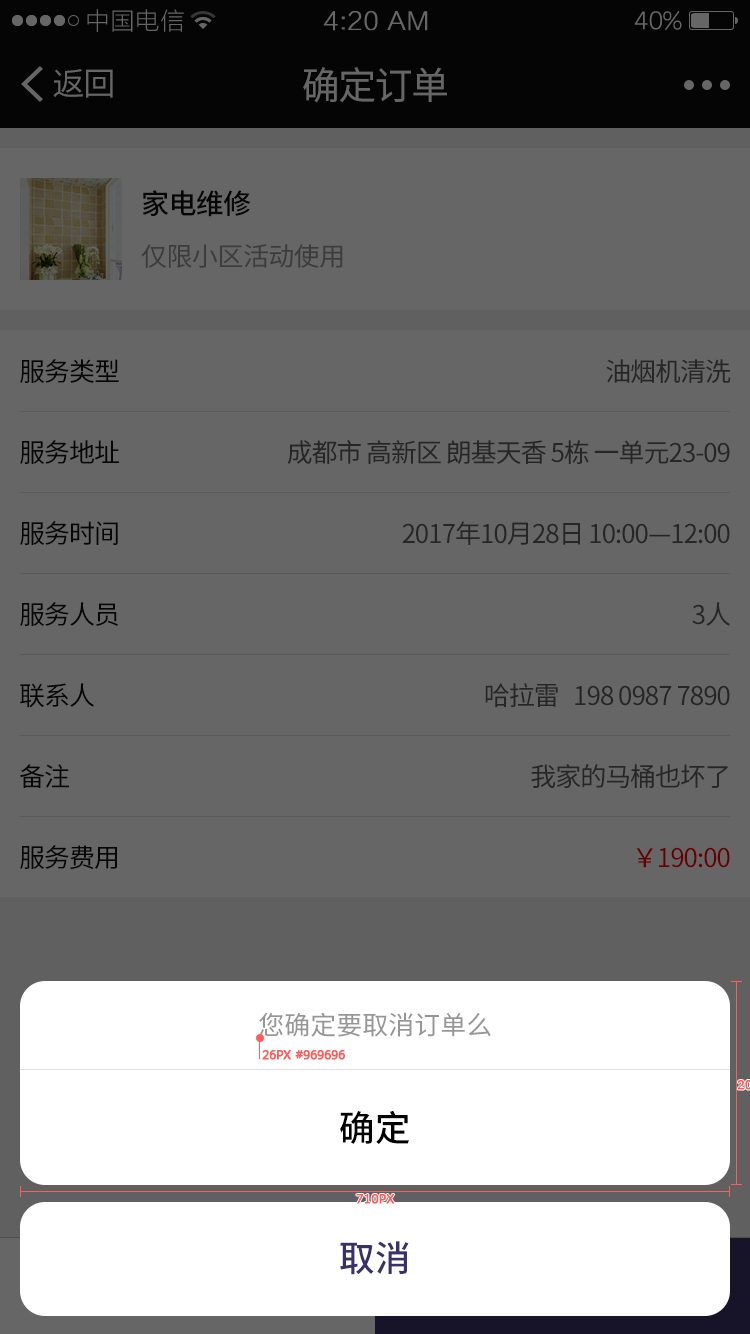 中国电信 4:20 AM 40%
返回 确定订单
家电维修
仅限小区活动使用
服务类型 油烟机清洗
服务地址 成都市 高新区 朗基天香 5栋 一单元23-09
服务时间 2017年10月28日 10:00—12:00
服务人员 3人
联系人 哈拉雷 198 0987 7890
备注 我家的马桶也坏了
服务费用 ￥190:00
您确定要取消订单么
26PX #969696
确定
710PX
取消